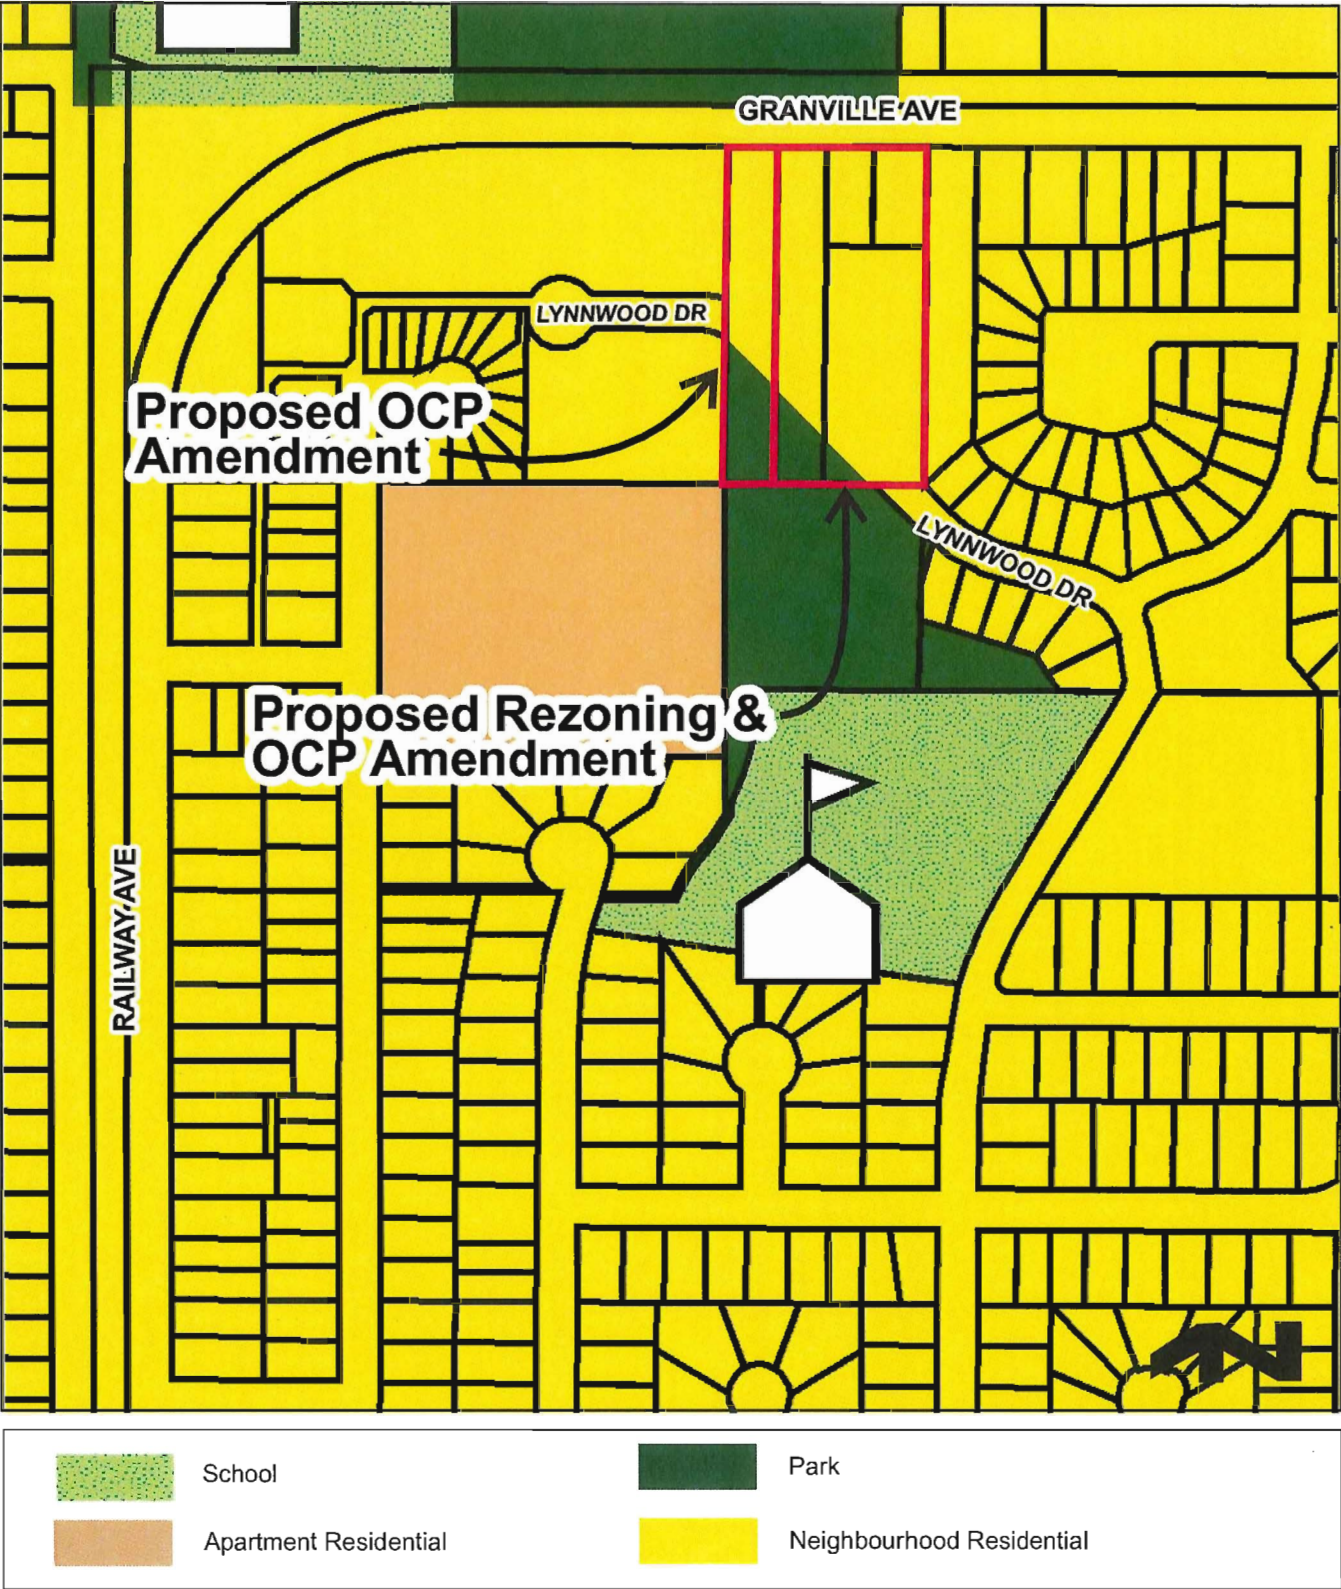 GRANVILLE AVE
LYNNWOOD DR
Proposed OCP
Amendment
LYNNWOOD DR
Proposed Rezoning &
OCP Amendment
RAILWAY AVE
N
School
Park
Apartment Residential
Neighbourhood Residential